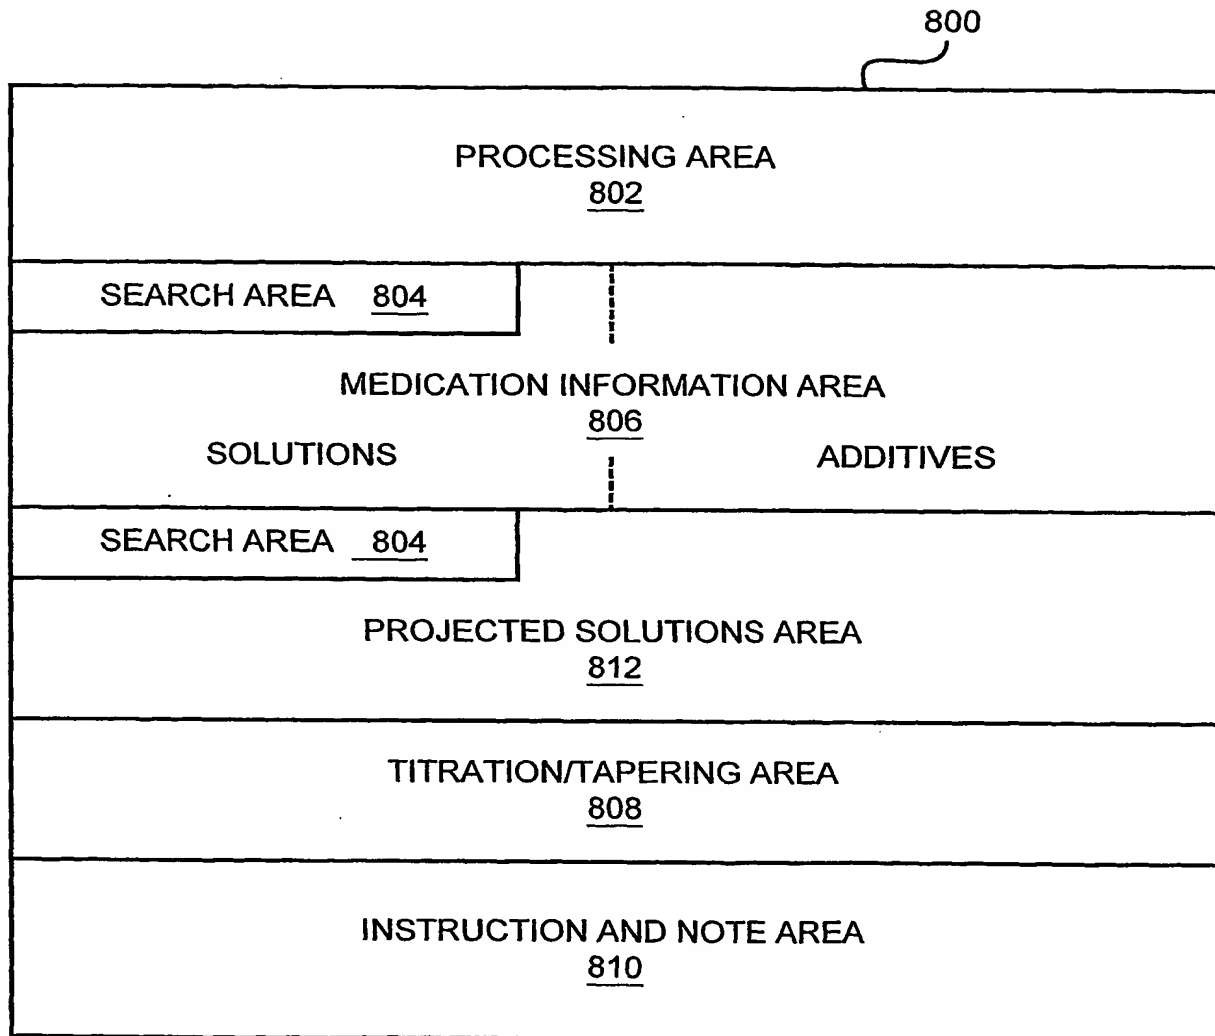 800
PROCESSING AREA
802
SEARCH AREA 804
MEDICATION INFORMATION AREA
806
SOLUTIONS
ADDITIVES
SEARCH AREA 804
PROJECTED SOLUTIONS AREA
812
TITRATION/TAPERING AREA
808
INSTRUCTION AND NOTE AREA
810